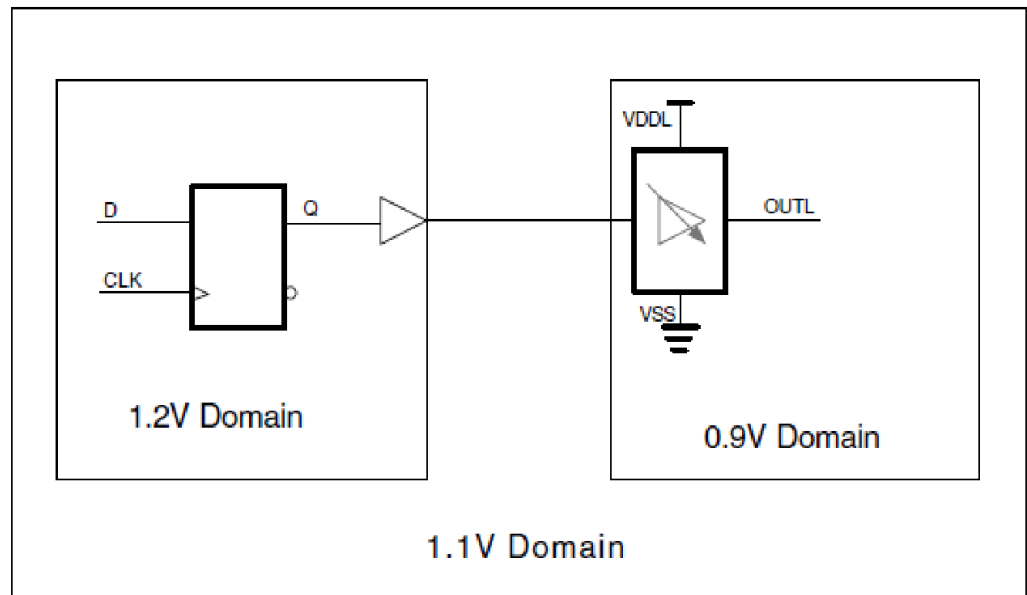 VDDL
D
Q
OUTL
CLK
VSS
1.2V Domain
0.9V Domain
1.1V Domain